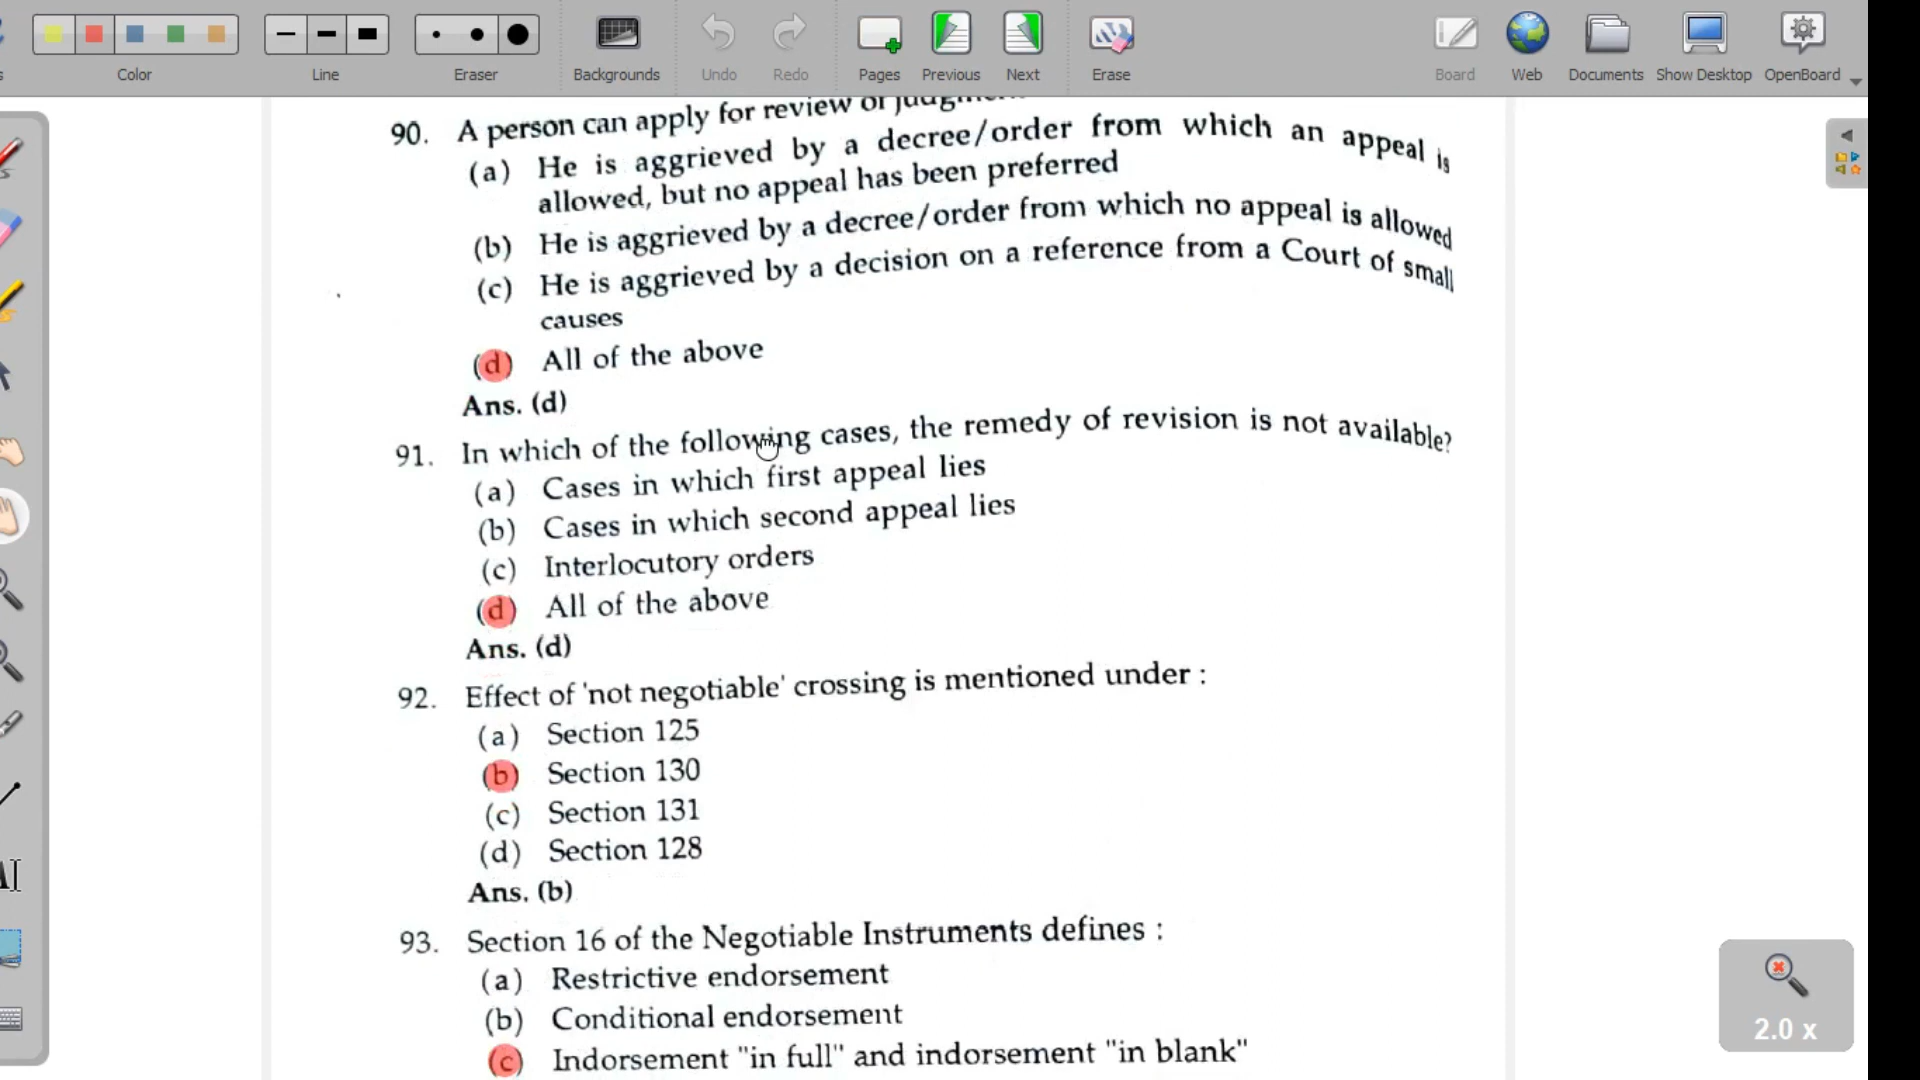 Color
Line
Eraser
Backgrounds
Undo
Redo
Pages
Previous
Next
Erase
Board
Web
Documents
Show Desktop
OpenBoard
90. A person can apply for review of
(a) He is aggrieved by a decree/order from which an appeal is
allowed, but no appeal has been preferred
(b) He is aggrieved by a decree/order from which no appeal is allowed
(c) He is aggrieved by a decision on a reference from a Court of small
causes
(d) All of the above
Ans. (d)
91. In which of the following cases, the remedy of revision is not available?
(a) Cases in which first appeal lies
(b) Cases in which second appeal lies
(c) Interlocutory orders
(d) All of the above
Ans. (d)
92. Effect of 'not negotiable' crossing is mentioned under :
(a) Section 125
(b) Section 130
(c) Section 131
(d) Section 128
Ans. (b)
93. Section 16 of the Negotiable Instruments defines :
(a) Restrictive endorsement
(b) Conditional endorsement
(c) Indorsement "in full" and indorsement "in blank"
2.0 x